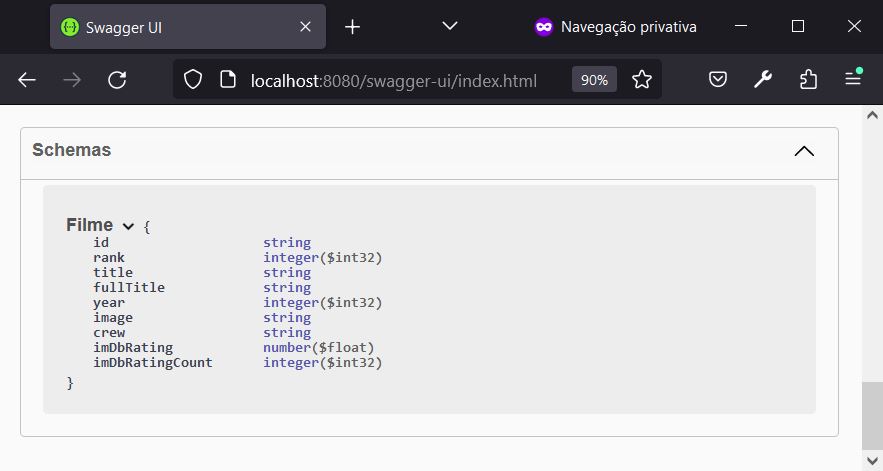 Swagger UI
Navegação privativa
localhost:8080/swagger-ui/index.html
90%
Schemas
Filme {
id string
rank integer($int32)
title string
fullTitle string
year integer($int32)
image string
crew string
imDbRating number($float)
imDbRatingCount integer($int32)
}